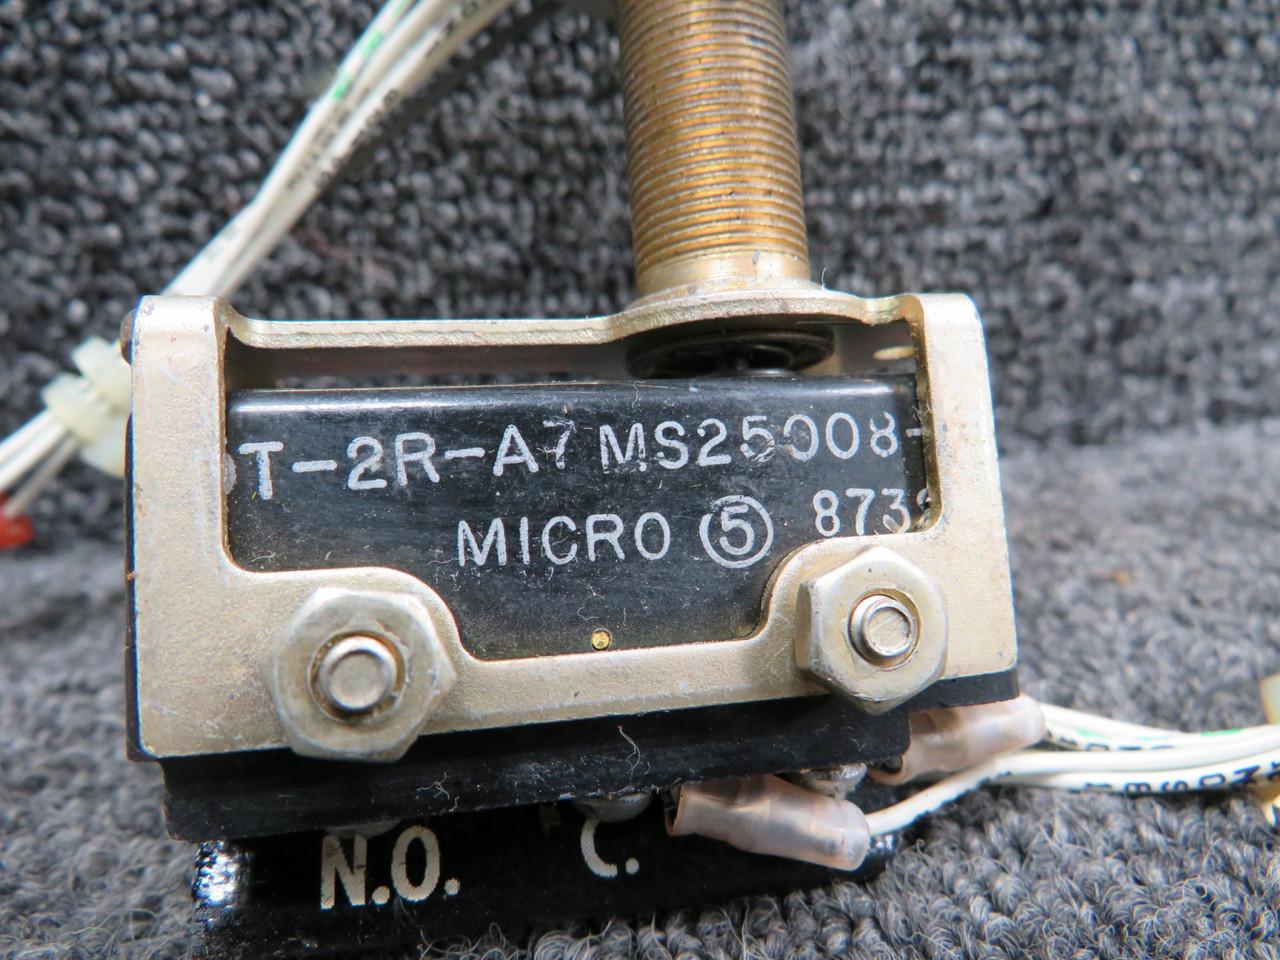 T-2R-A7 MS25008-
MICRO ⑤ 873
N.O. C.